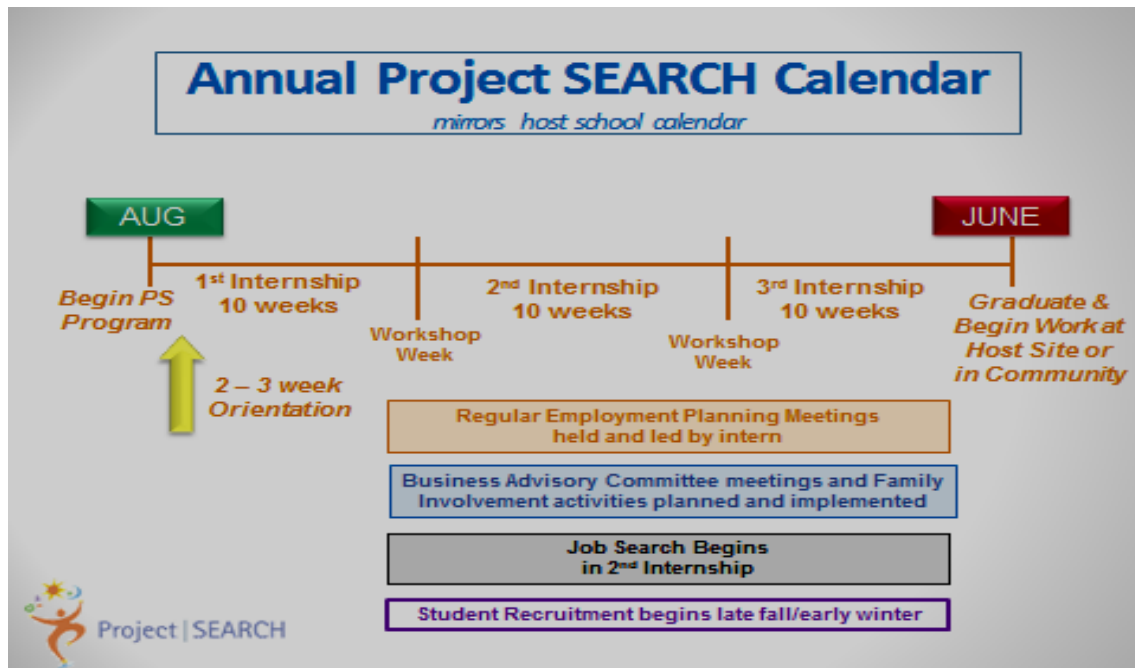 Annual Project SEARCH Calendar
mirrors host school calendar
AUG
JUNE
Begin PS
Program
1st Internship
10 weeks
Workshop
Week
2nd Internship
10 weeks
Workshop
Week
3rd Internship
10 weeks
Graduate &
Begin Work at
Host Site or
in Community
2 – 3 week
Orientation
Regular Employment Planning Meetings
held and led by intern
Business Advisory Committee meetings and Family
Involvement activities planned and implemented
Job Search Begins
in 2nd Internship
Student Recruitment begins late fall/early winter
Project | SEARCH